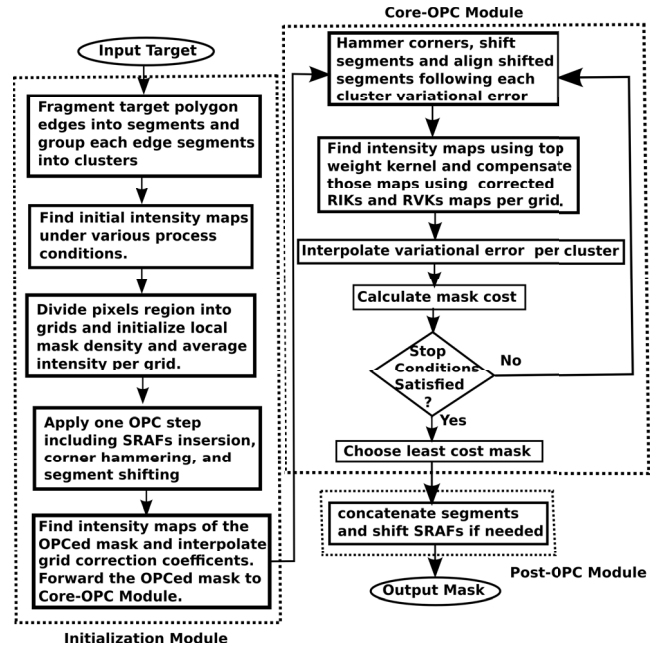 Input Target
Fragment target polygon
edges into segments and
group each edge segments
into clusters
Find initial intensity maps
under various process
conditions.
Divide pixels region into
grids and initialize local
mask density and average
intensity per grid.
Apply one OPC step
including SRAFs insersion,
corner hammering, and
segment shifting
Find intensity maps of the
OPCed mask and interpolate
grid correction coefficents.
Forward the OPCed mask to
Core-OPC Module.
Initialization Module
Core-OPC Module
Hammer corners, shift
segments and align shifted
segments following each
cluster variational error
Find intensity maps using top
weight kernel and compensate
those maps using corrected
RIKs and RVKs maps per grid.
Interpolate variational error per cluster
Calculate mask cost
Stop
Conditions
Satisfied
?
No
Yes
Choose least cost mask
concatenate segments
and shift SRAFs if needed
Post-OPC Module
Output Mask